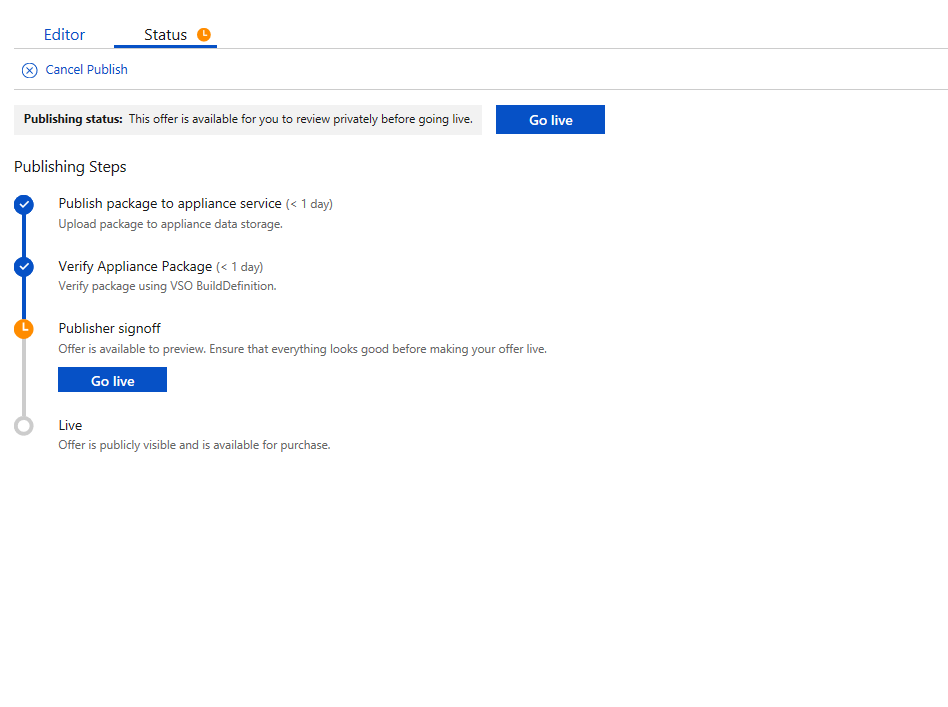 Editor
Status
Cancel Publish
Publishing status: This offer is available for you to review privately before going live.
Go live
Publishing Steps
Publish package to appliance service (< 1 day)
Upload package to appliance data storage.
Verify Appliance Package (< 1 day)
Verify package using VSO BuildDefinition.
Publisher signoff
Offer is available to preview. Ensure that everything looks good before making your offer live.
Go live
Live
Offer is publicly visible and is available for purchase.